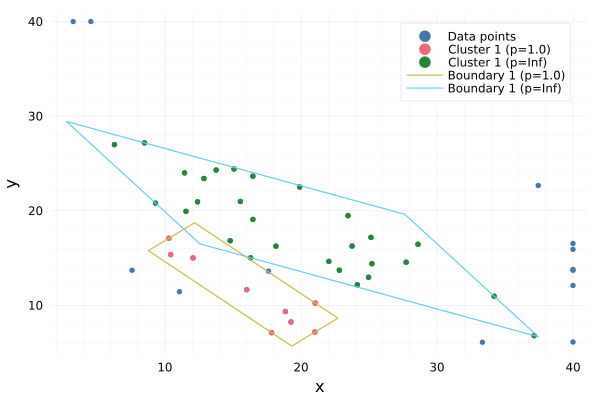 40
30
20
10
y
10
20
30
40
x
Data points
Cluster 1 (p=1.0)
Cluster 1 (p=Inf)
Boundary 1 (p=1.0)
Boundary 1 (p=Inf)